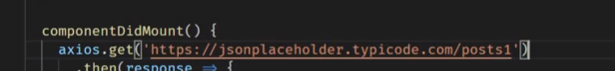 componentDidMount() {
axios.get('https://jsonplaceholder.typicode.com/posts1')
.then(response => {